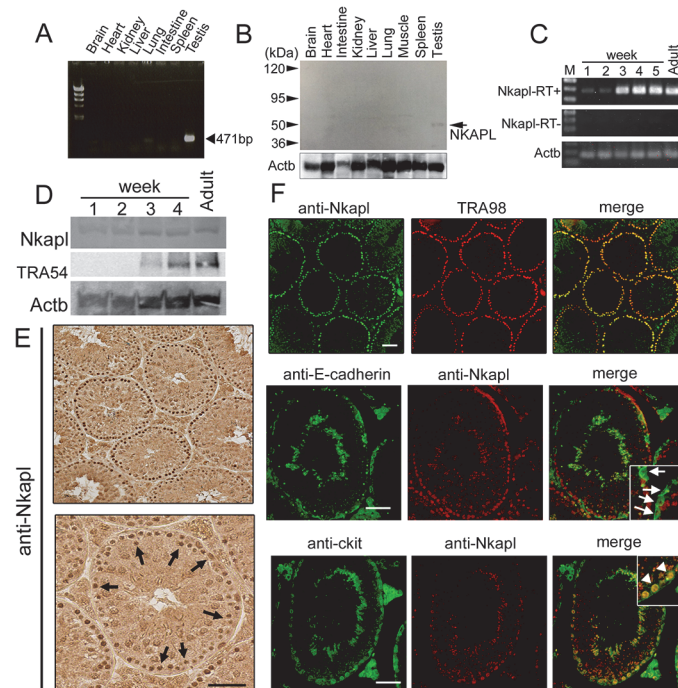 A
Brain
Heart
Kidney
Liver
Lung
Intestine
Spleen
Testis
471bp
B
Brain
Heart
Intestine
Kidney
Liver
Lung
Muscle
Spleen
Testis
(kDa)
120
95
50
36
NKAPL
Actb
C
week
Adult
M 1 2 3 4 5
Nkapl-RT+
Nkapl-RT-
Actb
D
week
Adult
1 2 3 4
Nkapl
TRA54
Actb
E
anti-Nkapl
F
anti-Nkapl TRA98 merge
anti-E-cadherin anti-Nkapl merge
anti-ckit anti-Nkapl merge